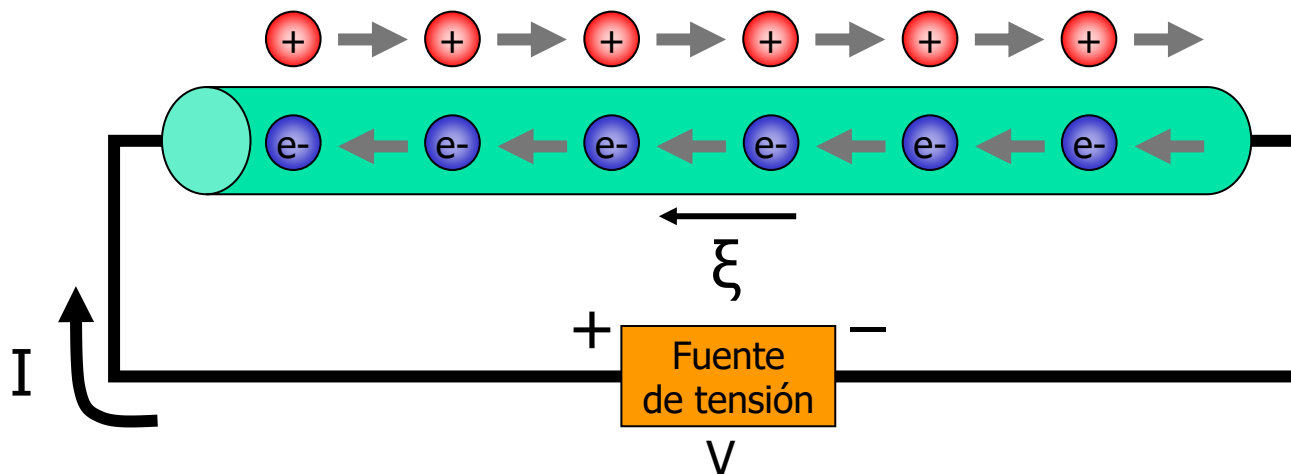 + + + + + +
e- e- e- e- e- e-
ξ
+ −
I
Fuente
de tensión
V